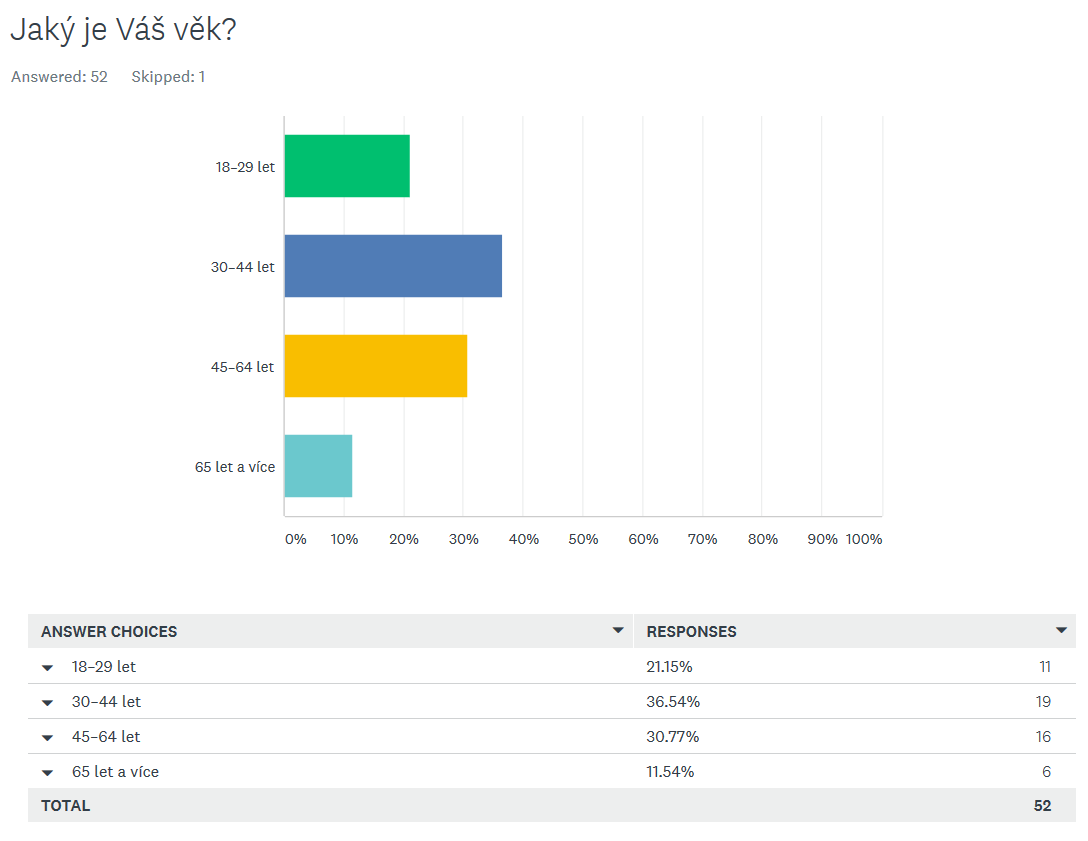 Jaký je Váš věk?
Answered: 52 Skipped: 1
18–29 let
30–44 let
45–64 let
65 let a více
0% 10% 20% 30% 40% 50% 60% 70% 80% 90% 100%
ANSWER CHOICES RESPONSES
18–29 let 21.15% 11
30–44 let 36.54% 19
45–64 let 30.77% 16
65 let a více 11.54% 6
TOTAL 52